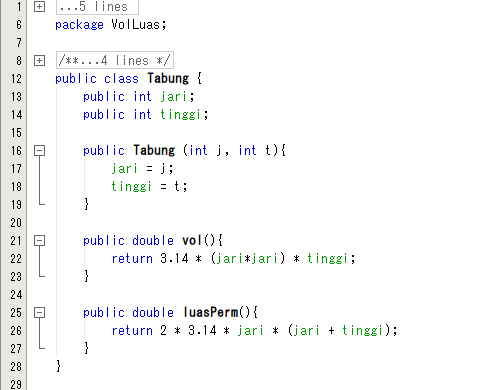 1 ...5 lines
6 package VolLuas;
7
8 /**...4 lines */
12 public class Tabung {
13 public int jari;
14 public int tinggi;
15
16 public Tabung (int j, int t){
17 jari = j;
18 tinggi = t;
19 }
20
21 public double vol(){
22 return 3.14 * (jari*jari) * tinggi;
23 }
24
25 public double luasPerm(){
26 return 2 * 3.14 * jari * (jari + tinggi);
27 }
28 }
29